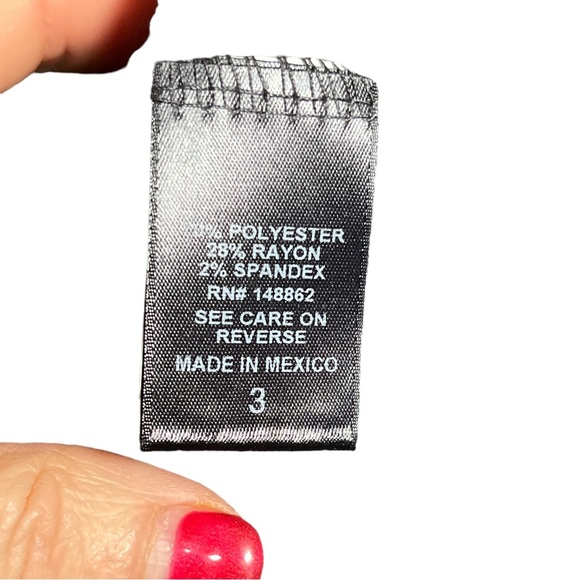 POLYESTER
28% RAYON
2% SPANDEX
RN# 148862
SEE CARE ON
REVERSE
MADE IN MEXICO
3